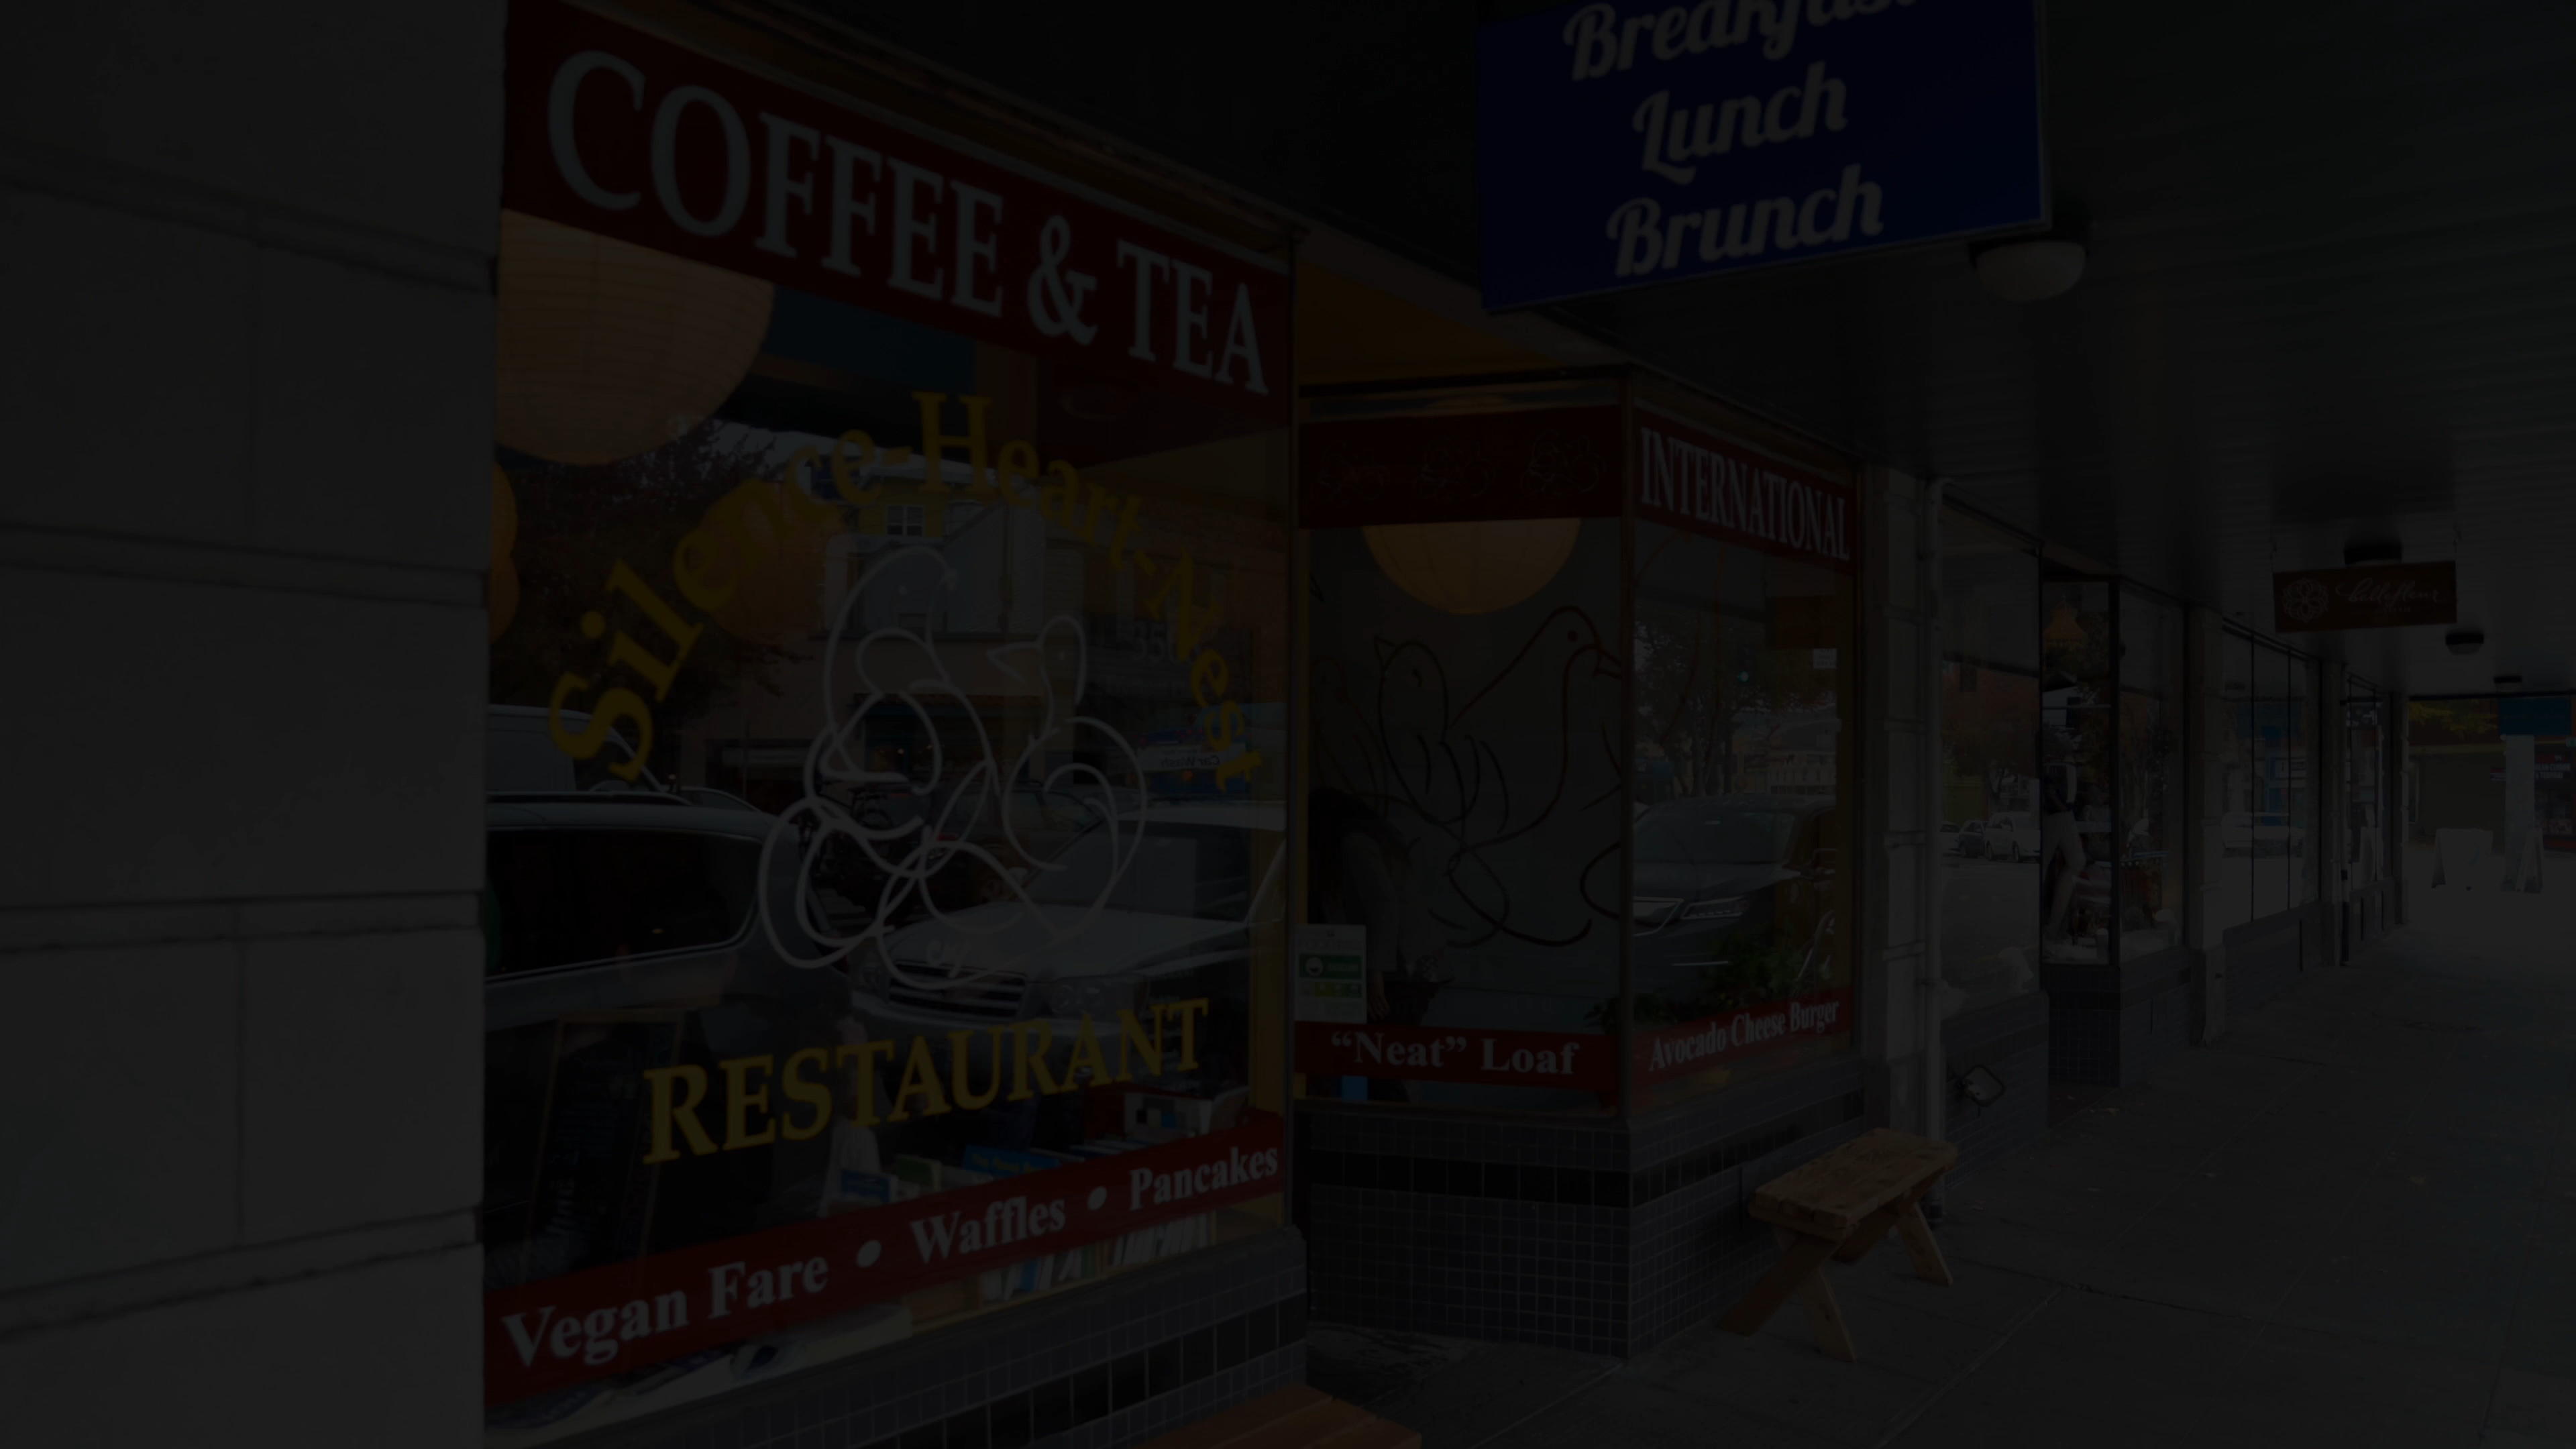 COFFEE & TEA
Silence-Heart-Nest
RESTAURANT
Vegan Fare • Waffles • Pancakes
Breakfast
Lunch
Brunch
"Neat" Loaf
INTERNATIONAL
Avocado Cheese Burger